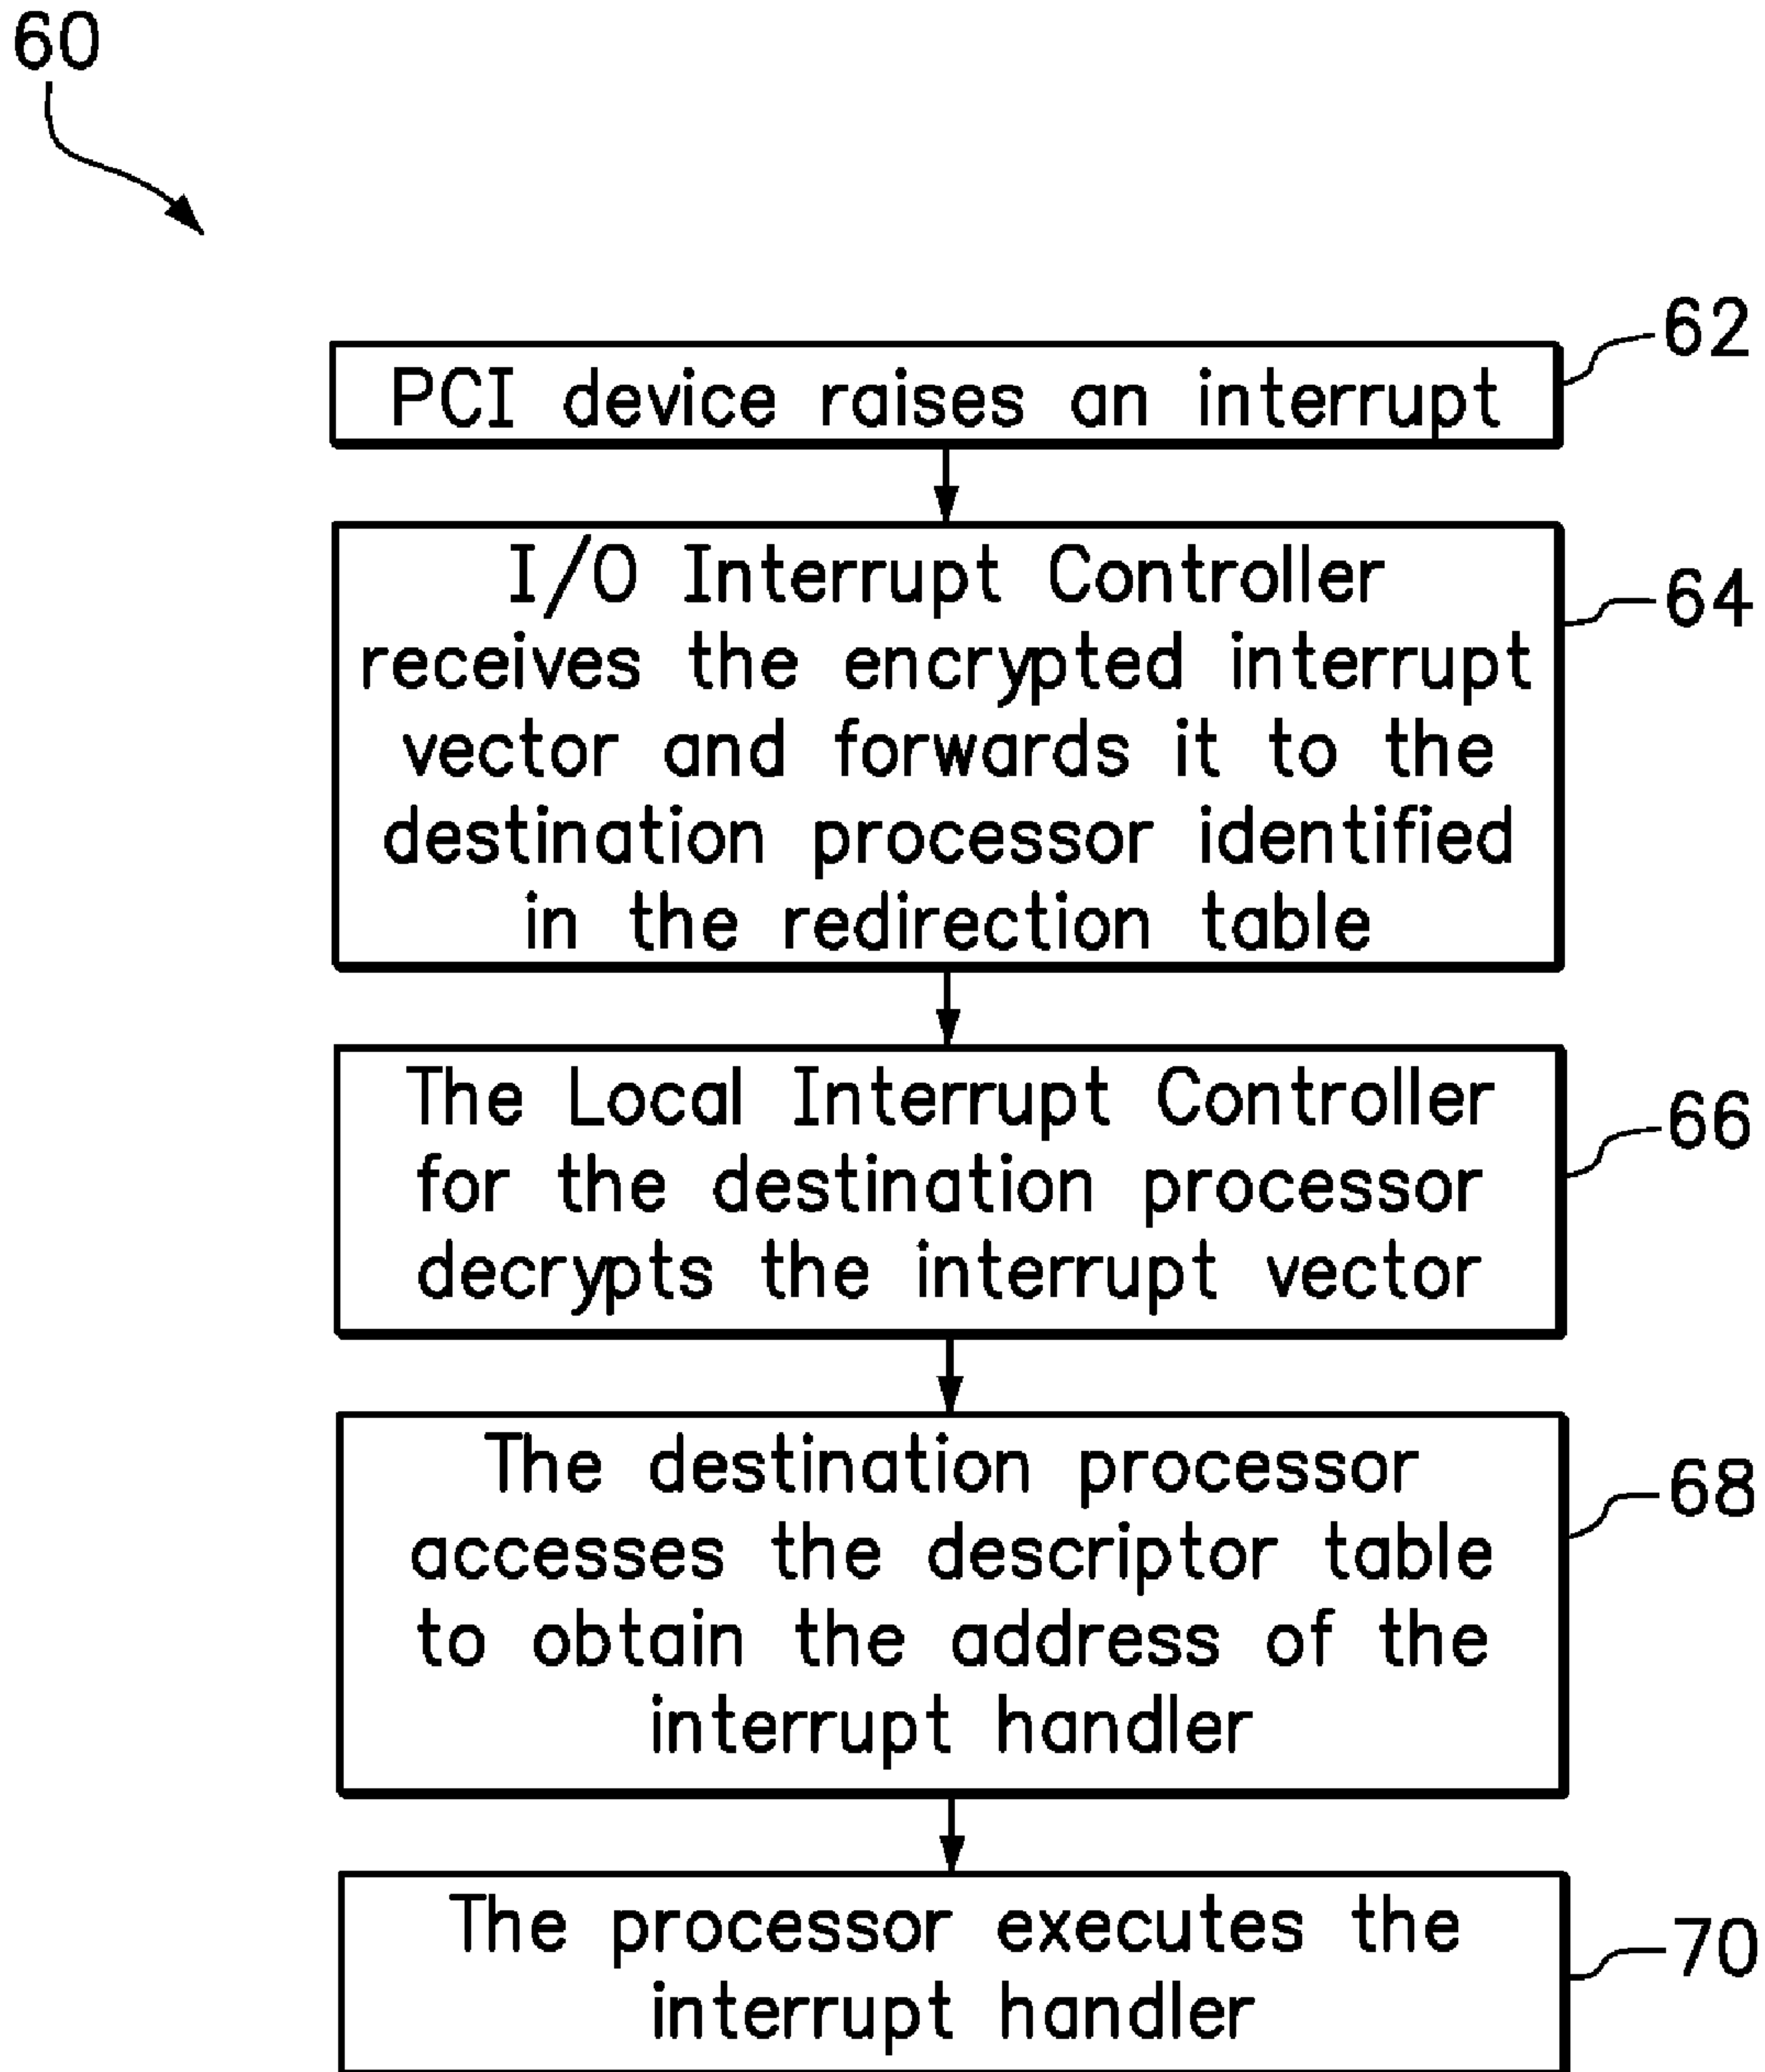 60
PCI device raises an interrupt
62
I/O Interrupt Controller
receives the encrypted interrupt
vector and forwards it to the
destination processor identified
in the redirection table
64
The Local Interrupt Controller
for the destination processor
decrypts the interrupt vector
66
The destination processor
accesses the descriptor table
to obtain the address of the
interrupt handler
68
The processor executes the
interrupt handler
70